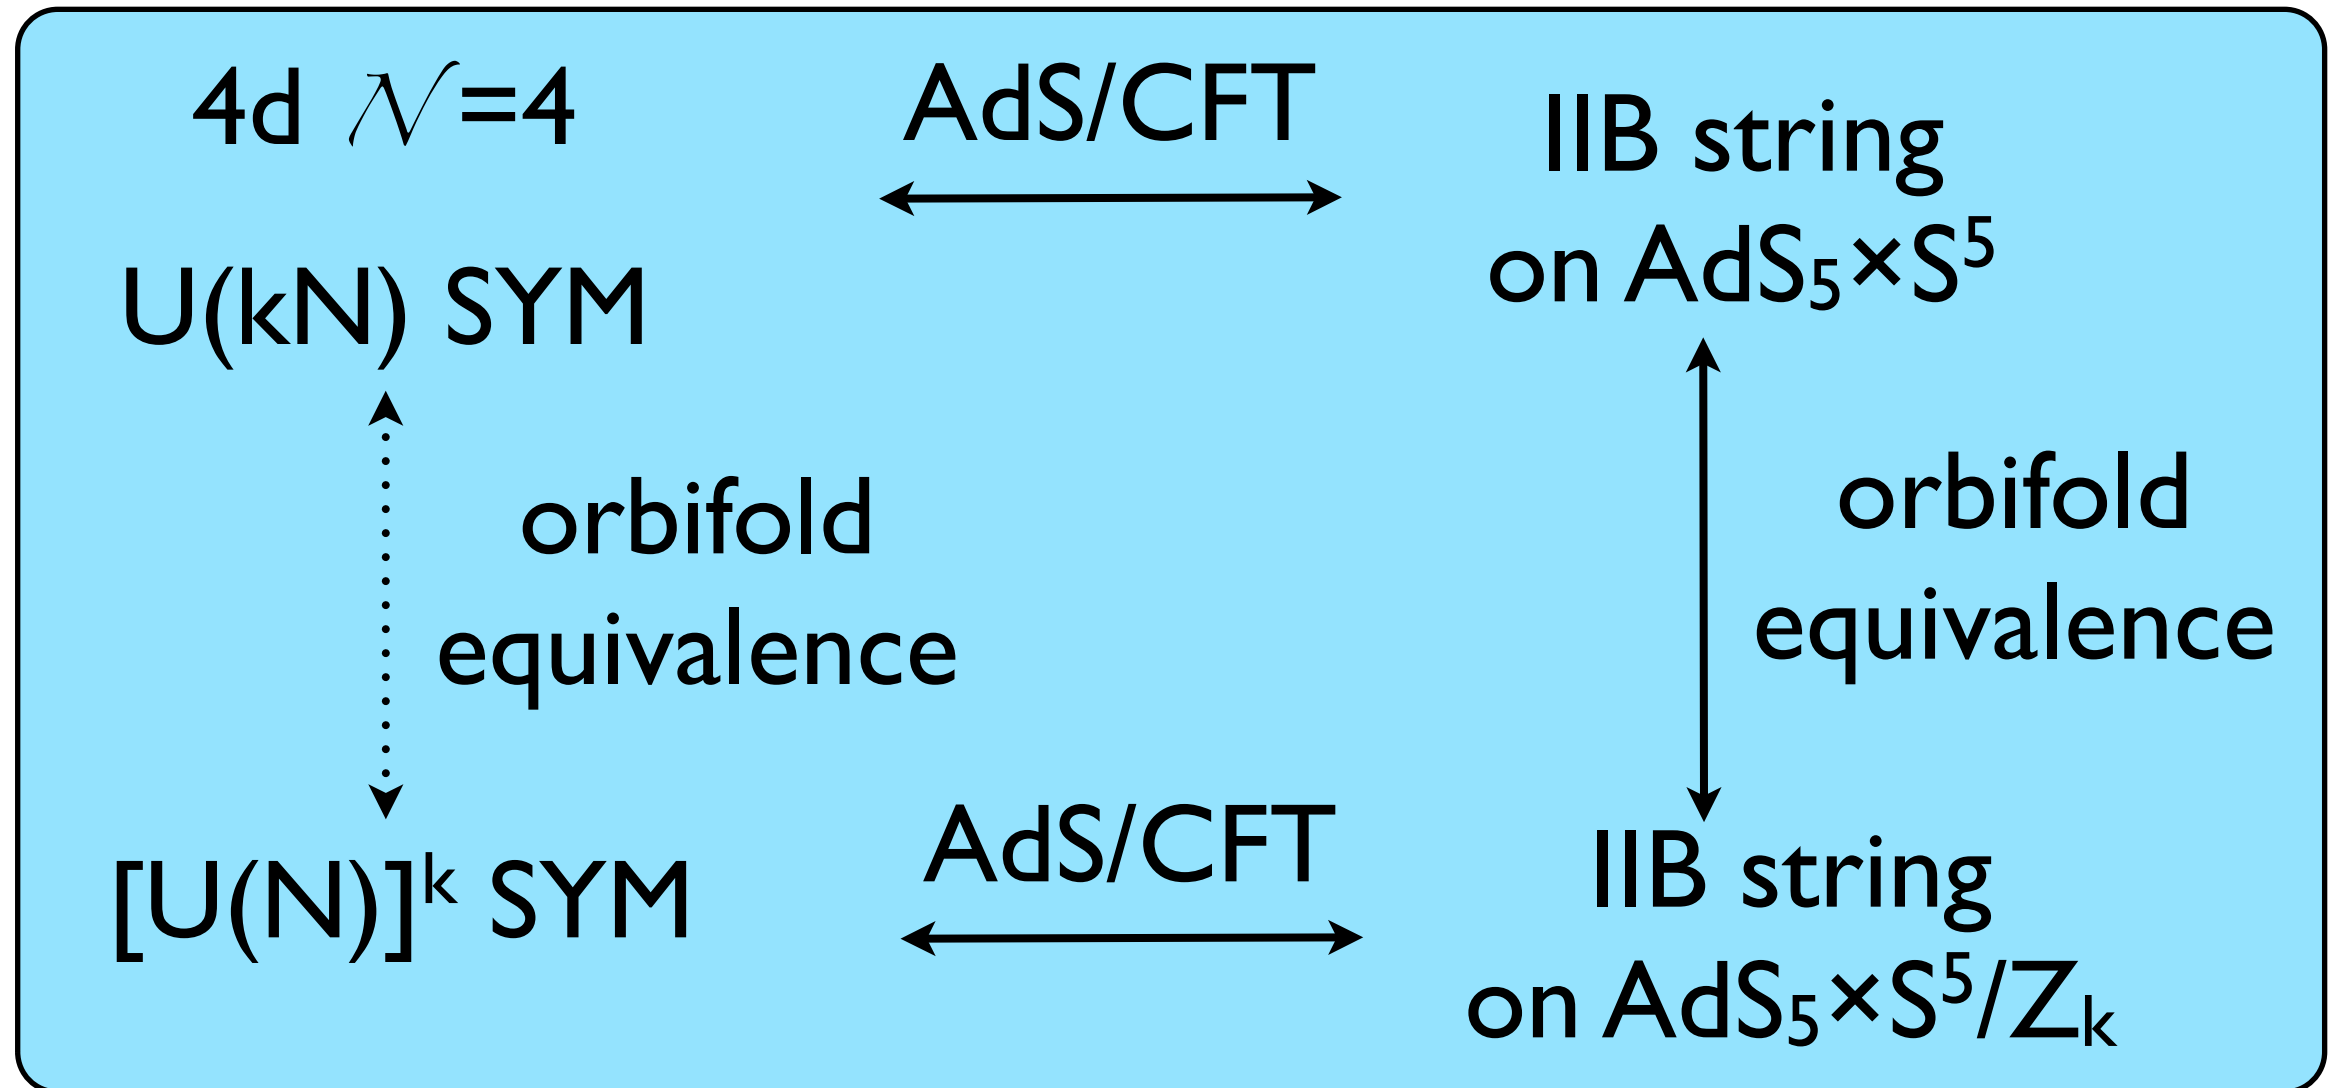 4d 𝒩=4
U(kN) SYM
AdS/CFT
IIB string
on AdS₅×S⁵
orbifold
equivalence
orbifold
equivalence
[U(N)]ᵏ SYM
AdS/CFT
IIB string
on AdS₅×S⁵/Zₖ